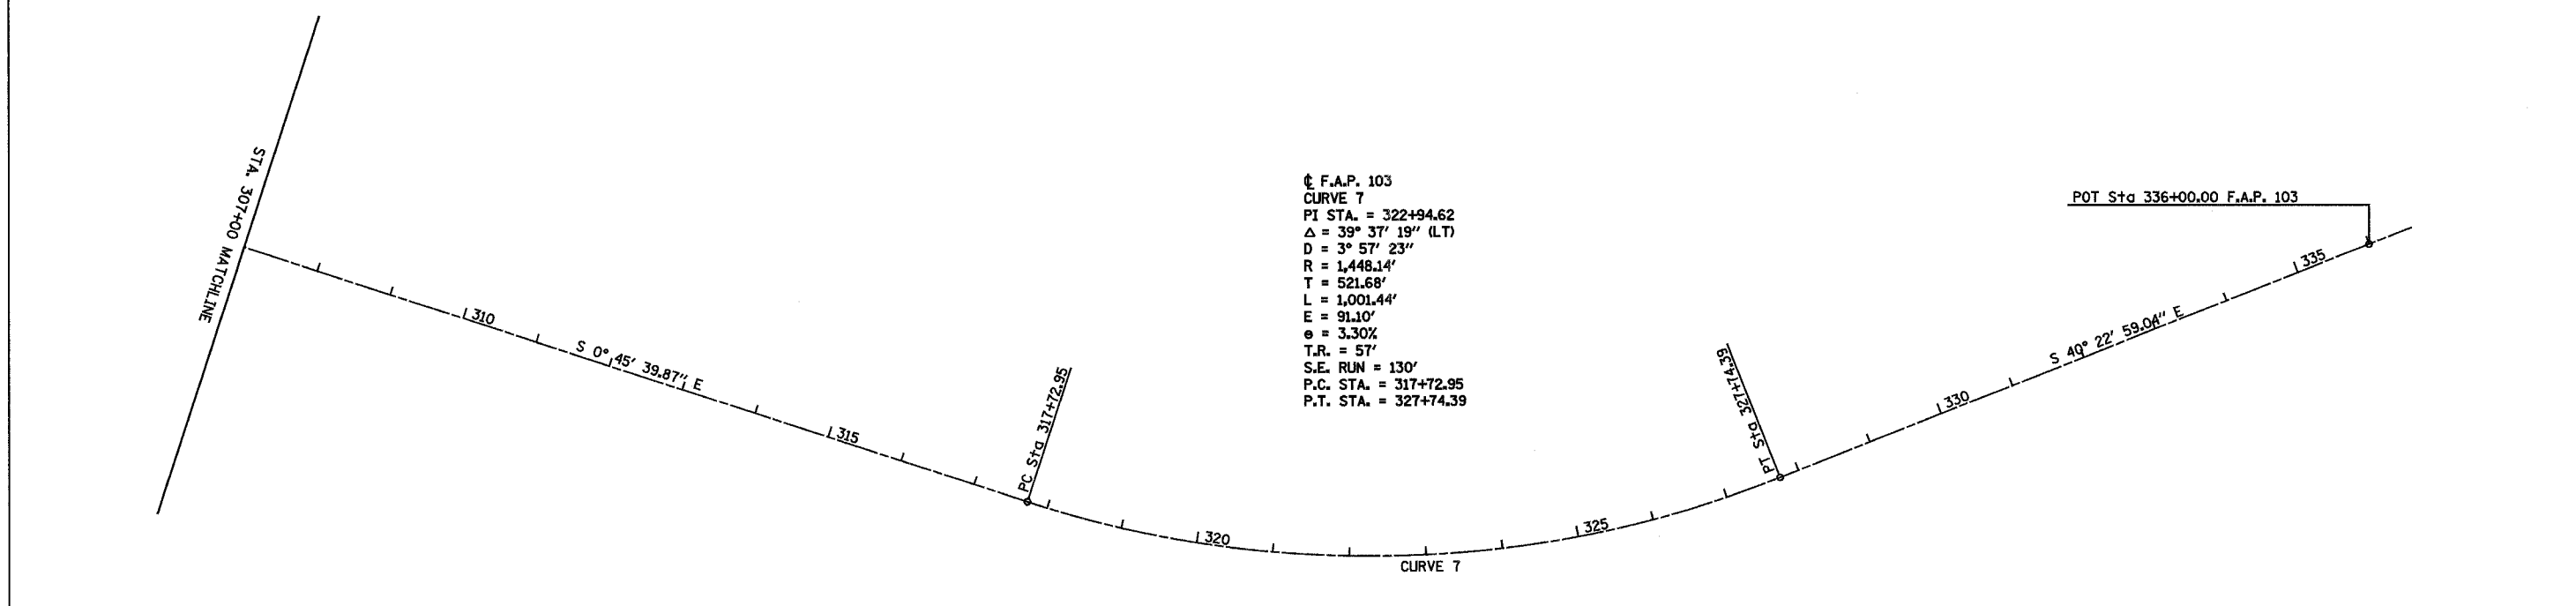 STA. 307+00 MATCHLINE
310
S 0° 45' 39.87" E
315
PC Sta 317+72.95
320
℄ F.A.P. 103
CURVE 7
PI STA. = 322+94.62
Δ = 39° 37' 19" (LT)
D = 3° 57' 23"
R = 1,448.14'
T = 521.68'
L = 1,001.44'
E = 91.10'
e = 3.30%
T.R. = 57'
S.E. RUN = 130'
P.C. STA. = 317+72.95
P.T. STA. = 327+74.39
CURVE 7
325
PT Sta 327+74.39
330
S 40° 22' 59.04" E
335
POT Sta 336+00.00 F.A.P. 103